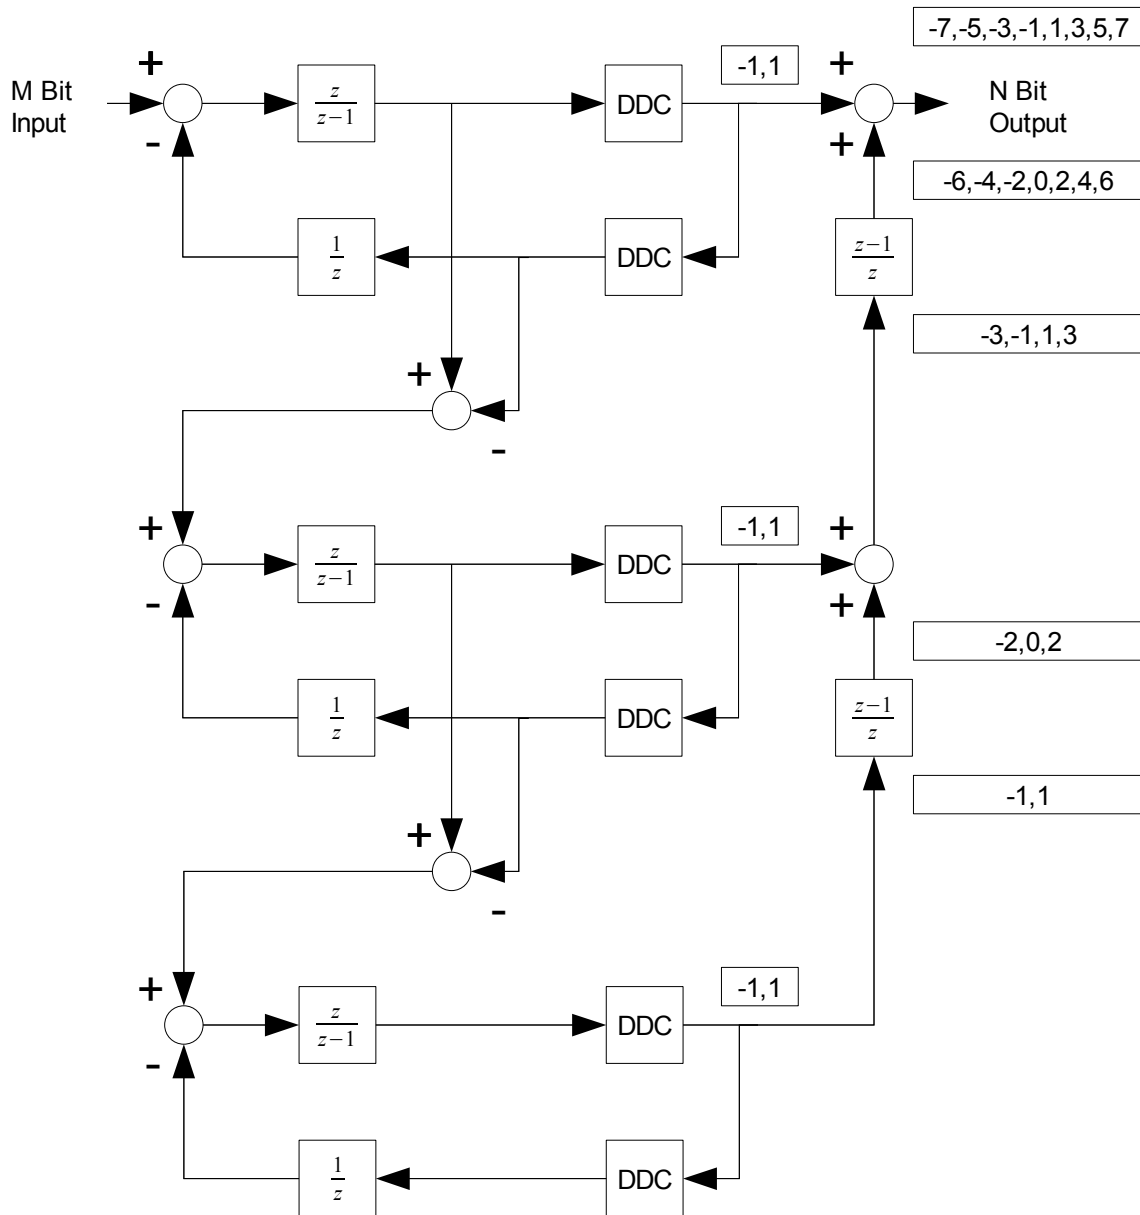 -7,-5,-3,-1,1,3,5,7
+
-1,1
+
M Bit
Input
z
z−1
DDC
N Bit
Output
-
+
-6,-4,-2,0,2,4,6
1
z
DDC
z−1
z
-3,-1,1,3
+
-
+
-1,1
+
z
z−1
DDC
-
+
-2,0,2
1
z
DDC
z−1
z
-1,1
+
-
+
-1,1
z
z−1
DDC
-
1
z
DDC